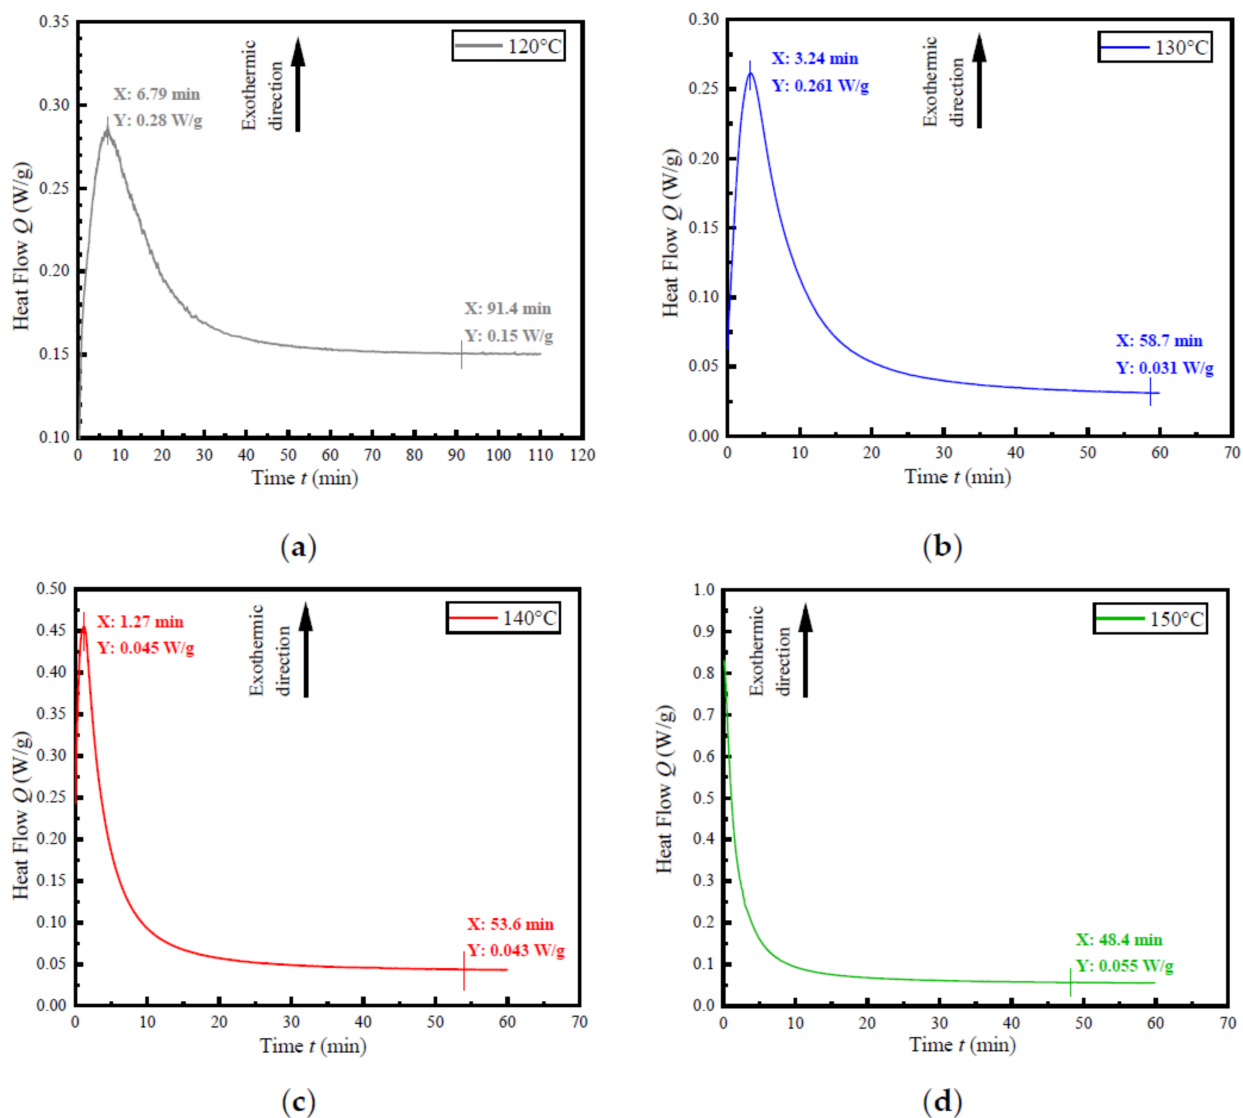 0.35
0.30
0.25
0.20
0.15
0.10
Heat Flow Q (W/g)
X: 6.79 min
Y: 0.28 W/g
Exothermic
direction
120°C
X: 91.4 min
Y: 0.15 W/g
0 10 20 30 40 50 60 70 80 90 100 110 120
Time t (min)
(a)
0.30
0.25
0.20
0.15
0.10
0.05
0.00
Heat Flow Q (W/g)
X: 3.24 min
Y: 0.261 W/g
Exothermic
direction
130°C
X: 58.7 min
Y: 0.031 W/g
0 10 20 30 40 50 60 70
Time t (min)
(b)
0.50
0.45
0.40
0.35
0.30
0.25
0.20
0.15
0.10
0.05
0.00
Heat Flow Q (W/g)
X: 1.27 min
Y: 0.045 W/g
Exothermic
direction
140°C
X: 53.6 min
Y: 0.043 W/g
0 10 20 30 40 50 60 70
Time t (min)
(c)
1.0
0.9
0.8
0.7
0.6
0.5
0.4
0.3
0.2
0.1
0.0
Heat Flow Q (W/g)
Exothermic
direction
150°C
X: 48.4 min
Y: 0.055 W/g
0 10 20 30 40 50 60 70
Time t (min)
(d)